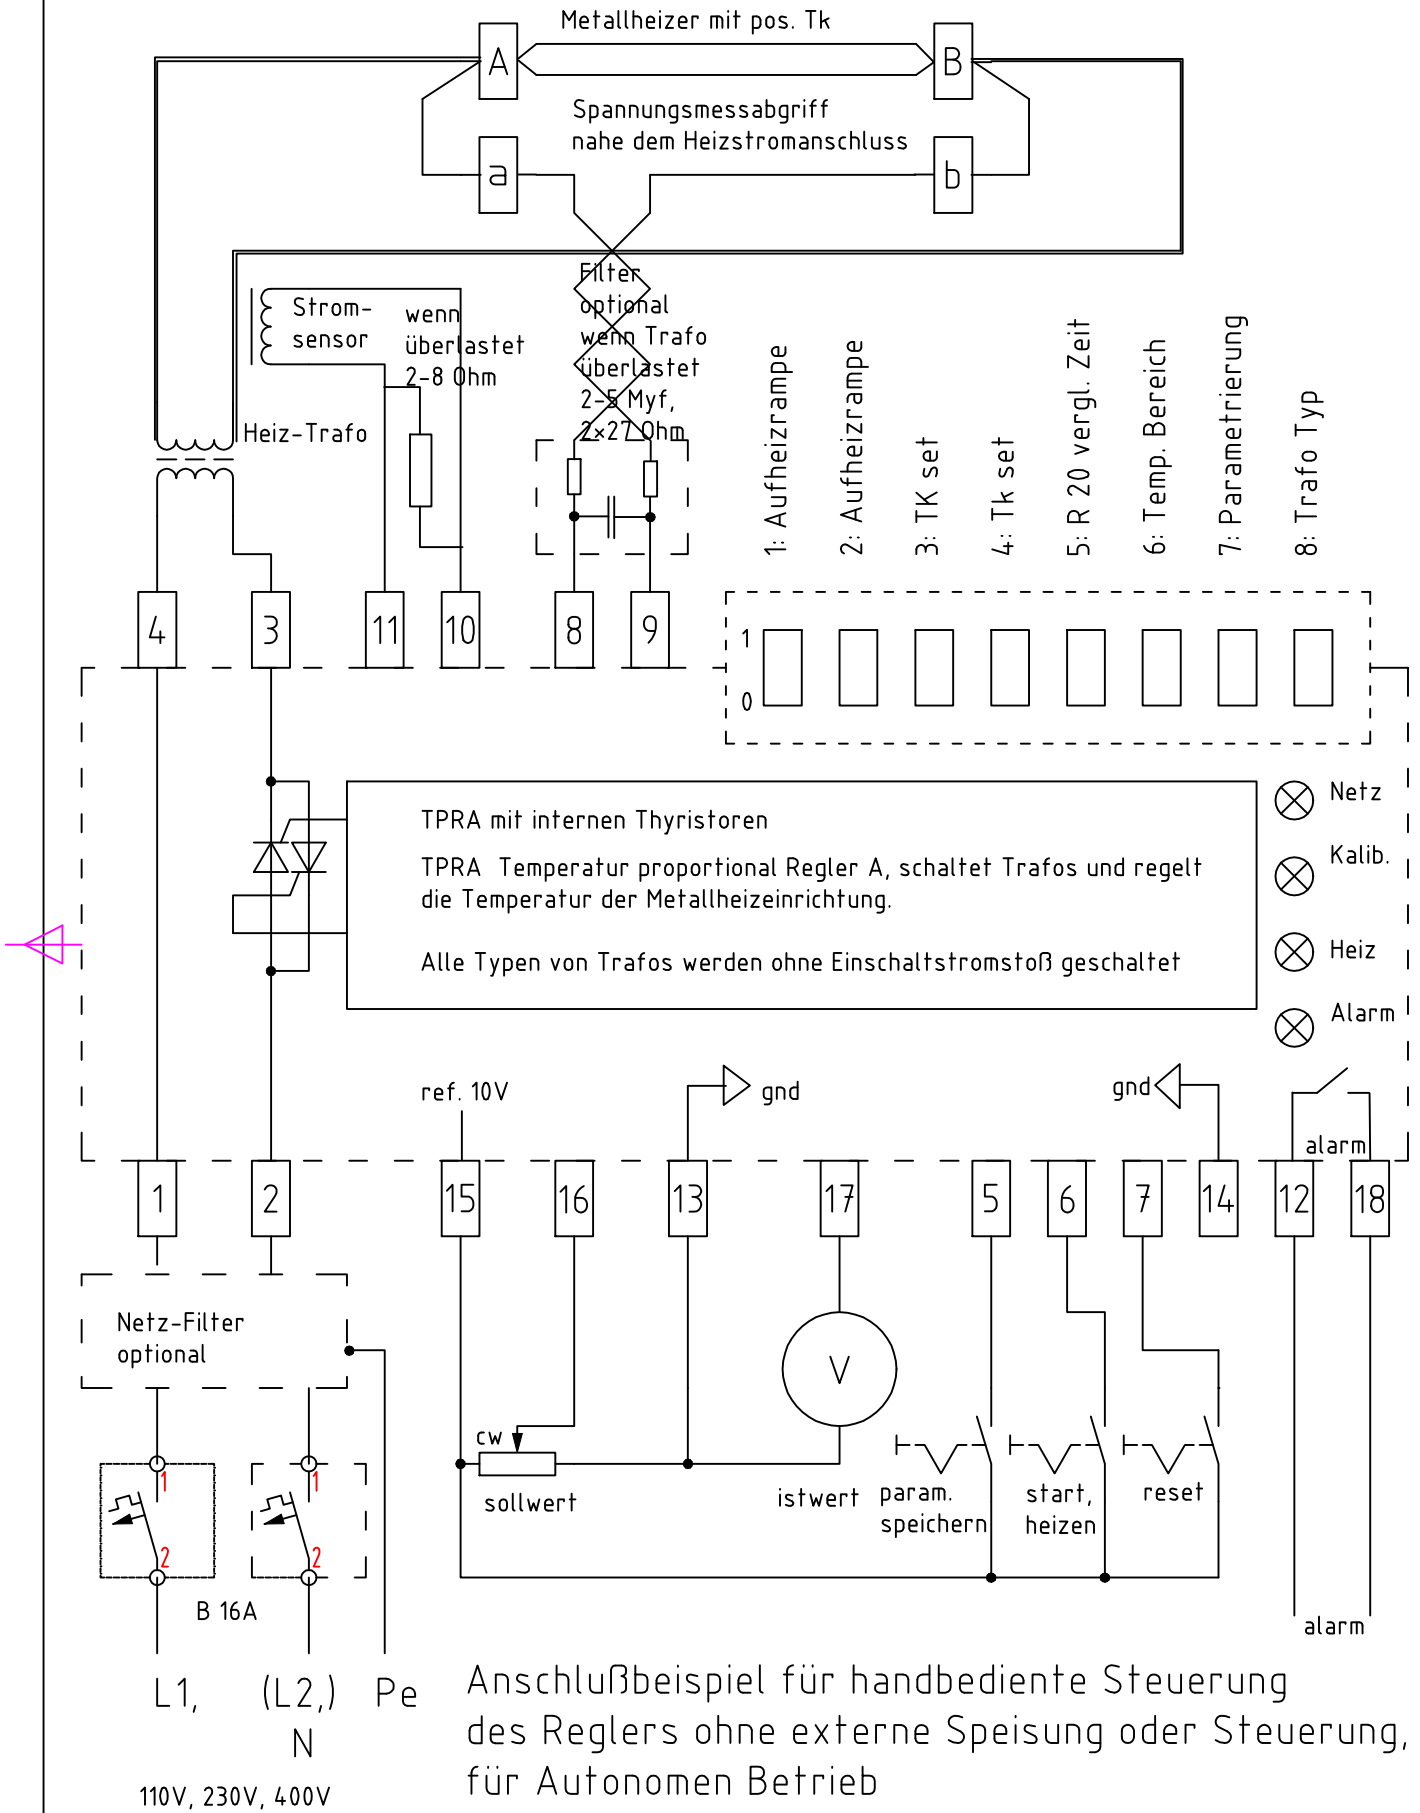 Metallheizer mit pos. Tk
A
B
Spannungsmessabgriff
nahe dem Heizstromanschluss
a
b
Strom-
sensor
wenn
überlastet
2-8 Ohm
Filter
optional
wenn Trafo
überlastet
2-5 Myf,
2x27 Ohm
Heiz-Trafo
1: Aufheizrampe
2: Aufheizrampe
3: TK set
4: Tk set
5: R 20 vergl. Zeit
6: Temp. Bereich
7: Parametrierung
8: Trafo Typ
4
3
11
10
8
9
1
0
TPRA mit internen Thyristoren
TPRA Temperatur proportional Regler A, schaltet Trafos und regelt
die Temperatur der Metallheizeinrichtung.
Alle Typen von Trafos werden ohne Einschaltstromstoß geschaltet
Netz
Kalib.
Heiz
Alarm
ref. 10V
gnd
gnd
alarm
1
2
15
16
13
17
5
6
7
14
12
18
Netz-Filter
optional
V
cw
sollwert
istwert
param.
speichern
start,
heizen
reset
1
2
1
2
B 16A
alarm
L1,
(L2,)
N
Pe
110V, 230V, 400V
Anschlußbeispiel für handbediente Steuerung
des Reglers ohne externe Speisung oder Steuerung,
für Autonomen Betrieb